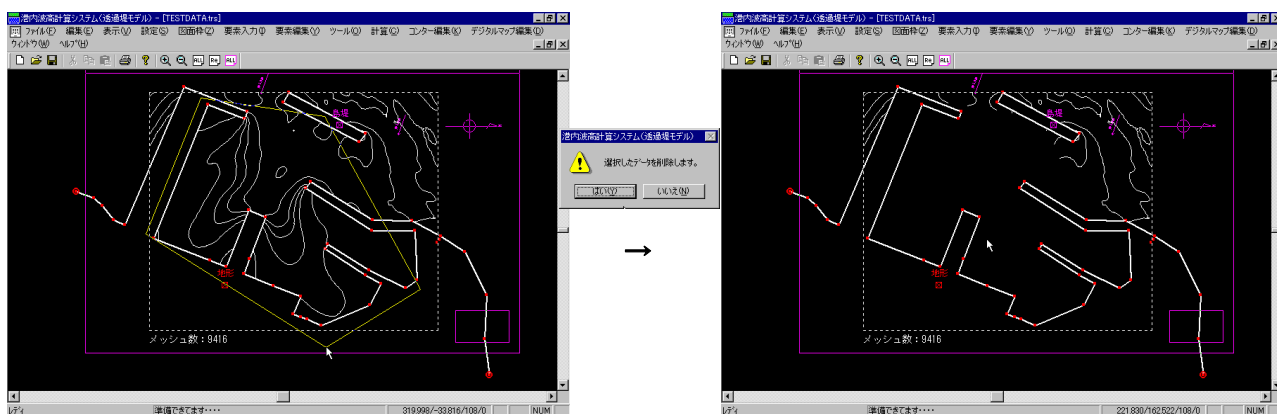 港内波高計算システム(透過堤モデル) - [TESTDATA.trs]
ファイル(F) 編集(E) 表示(V) 設定(S) 図面枠(Z) 要素入力(I) 要素編集(Y) ツール(O) 計算(C) コンター編集(K) デジタルマップ編集(D)
ウィンドウ(W) ヘルプ(H)
島堤
地形
メッシュ数:9416
レディ 準備できてます・・・・ 319.998/-33.816/108/0 NUM
港内波高計算システム(透過堤モデル)
選択したデータを削除します。
はい(Y) いいえ(N)
→
港内波高計算システム(透過堤モデル) - [TESTDATA.trs]
ファイル(F) 編集(E) 表示(V) 設定(S) 図面枠(Z) 要素入力(I) 要素編集(Y) ツール(O) 計算(C) コンター編集(K) デジタルマップ編集(D)
ウィンドウ(W) ヘルプ(H)
島堤
地形
メッシュ数:9416
レディ 準備できてます・・・・ 221.830/162.522/108/0 NUM